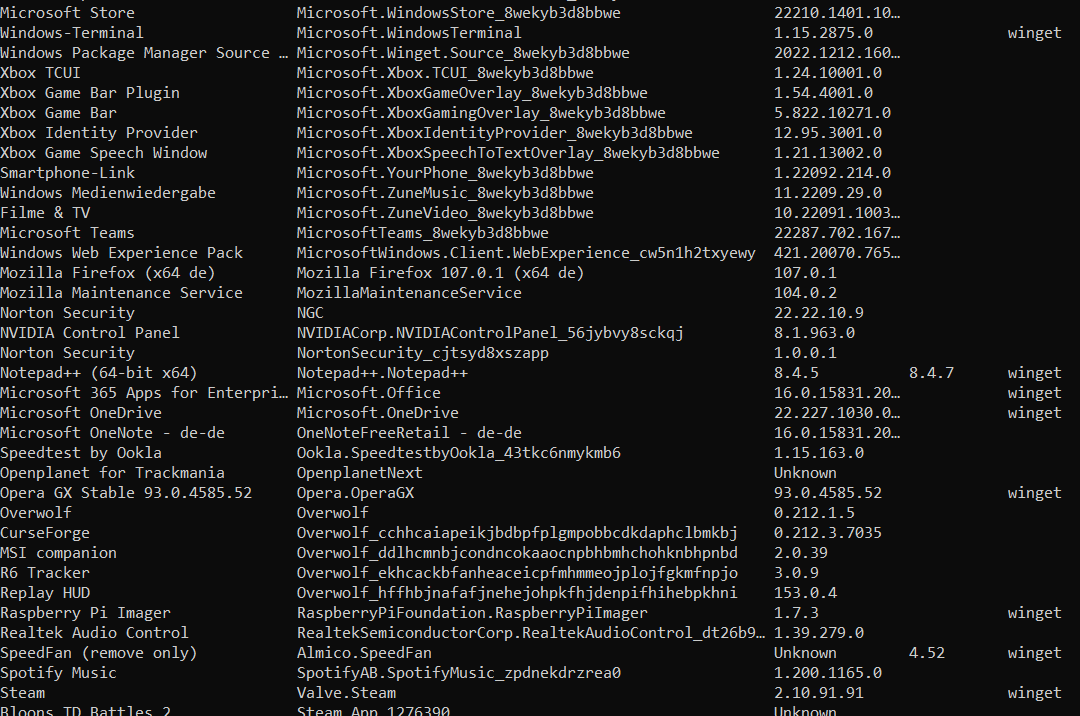 Microsoft Store Microsoft.WindowsStore_8wekyb3d8bbwe 22210.1401.10…
Windows-Terminal Microsoft.WindowsTerminal 1.15.2875.0 winget
Windows Package Manager Source … Microsoft.Winget.Source_8wekyb3d8bbwe 2022.1212.160…
Xbox TCUI Microsoft.Xbox.TCUI_8wekyb3d8bbwe 1.24.10001.0
Xbox Game Bar Plugin Microsoft.XboxGameOverlay_8wekyb3d8bbwe 1.54.4001.0
Xbox Game Bar Microsoft.XboxGamingOverlay_8wekyb3d8bbwe 5.822.10271.0
Xbox Identity Provider Microsoft.XboxIdentityProvider_8wekyb3d8bbwe 12.95.3001.0
Xbox Game Speech Window Microsoft.XboxSpeechToTextOverlay_8wekyb3d8bbwe 1.21.13002.0
Smartphone-Link Microsoft.YourPhone_8wekyb3d8bbwe 1.22092.214.0
Windows Medienwiedergabe Microsoft.ZuneMusic_8wekyb3d8bbwe 11.2209.29.0
Filme & TV Microsoft.ZuneVideo_8wekyb3d8bbwe 10.22091.1003…
Microsoft Teams MicrosoftTeams_8wekyb3d8bbwe 22287.702.167…
Windows Web Experience Pack MicrosoftWindows.Client.WebExperience_cw5n1h2txyewy 421.20070.765…
Mozilla Firefox (x64 de) Mozilla Firefox 107.0.1 (x64 de) 107.0.1
Mozilla Maintenance Service MozillaMaintenanceService 104.0.2
Norton Security NGC 22.22.10.9
NVIDIA Control Panel NVIDIACorp.NVIDIAControlPanel_56jybvy8sckqj 8.1.963.0
Norton Security NortonSecurity_cjtsyd8xszapp 1.0.0.1
Notepad++ (64-bit x64) Notepad++.Notepad++ 8.4.5 8.4.7 winget
Microsoft 365 Apps for Enterpri… Microsoft.Office 16.0.15831.20… winget
Microsoft OneDrive Microsoft.OneDrive 22.227.1030.0… winget
Microsoft OneNote - de-de OneNoteFreeRetail - de-de 16.0.15831.20…
Speedtest by Ookla Ookla.SpeedtestbyOokla_43tkc6nmykmb6 1.15.163.0
Openplanet for Trackmania OpenplanetNext Unknown
Opera GX Stable 93.0.4585.52 Opera.OperaGX 93.0.4585.52 winget
Overwolf Overwolf 0.212.1.5
CurseForge Overwolf_cchhcaiapeikjbdbpfplgmpobbcdkdaphclbmkbj 0.212.3.7035
MSI companion Overwolf_ddlhcmnbjcondncokaaocnpbhbmhchohknbhpnbd 2.0.39
R6 Tracker Overwolf_ekhcackbfanheaceicpfmhmmeojplojfgkmfnpjo 3.0.9
Replay HUD Overwolf_hffhbjnafafjnehejohpkfhjdenpifhihebpkhni 153.0.4
Raspberry Pi Imager RaspberryPiFoundation.RaspberryPiImager 1.7.3 winget
Realtek Audio Control RealtekSemiconductorCorp.RealtekAudioControl_dt26b9… 1.39.279.0
SpeedFan (remove only) Almico.SpeedFan Unknown 4.52 winget
Spotify Music SpotifyAB.SpotifyMusic_zpdnekdrzrea0 1.200.1165.0
Steam Valve.Steam 2.10.91.91 winget
Bloons TD Battles 2 Steam App 1276390 Unknown